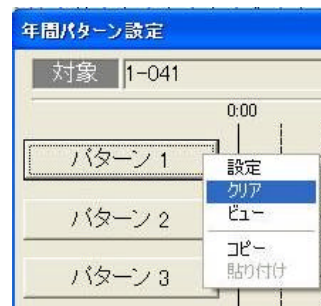 年間パターン設定
対象 1-041
0:00
パターン 1
設定
クリア
ビュー
パターン 2
コピー
貼り付け
パターン 3